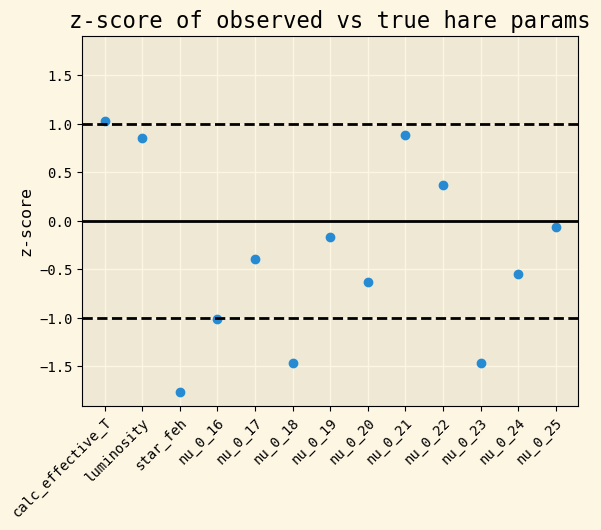 z-score of observed vs true hare params
z-score
1.5
1.0
0.5
0.0
−0.5
−1.0
−1.5
calc_effective_T
luminosity
star_feh
nu_0_16
nu_0_17
nu_0_18
nu_0_19
nu_0_20
nu_0_21
nu_0_22
nu_0_23
nu_0_24
nu_0_25